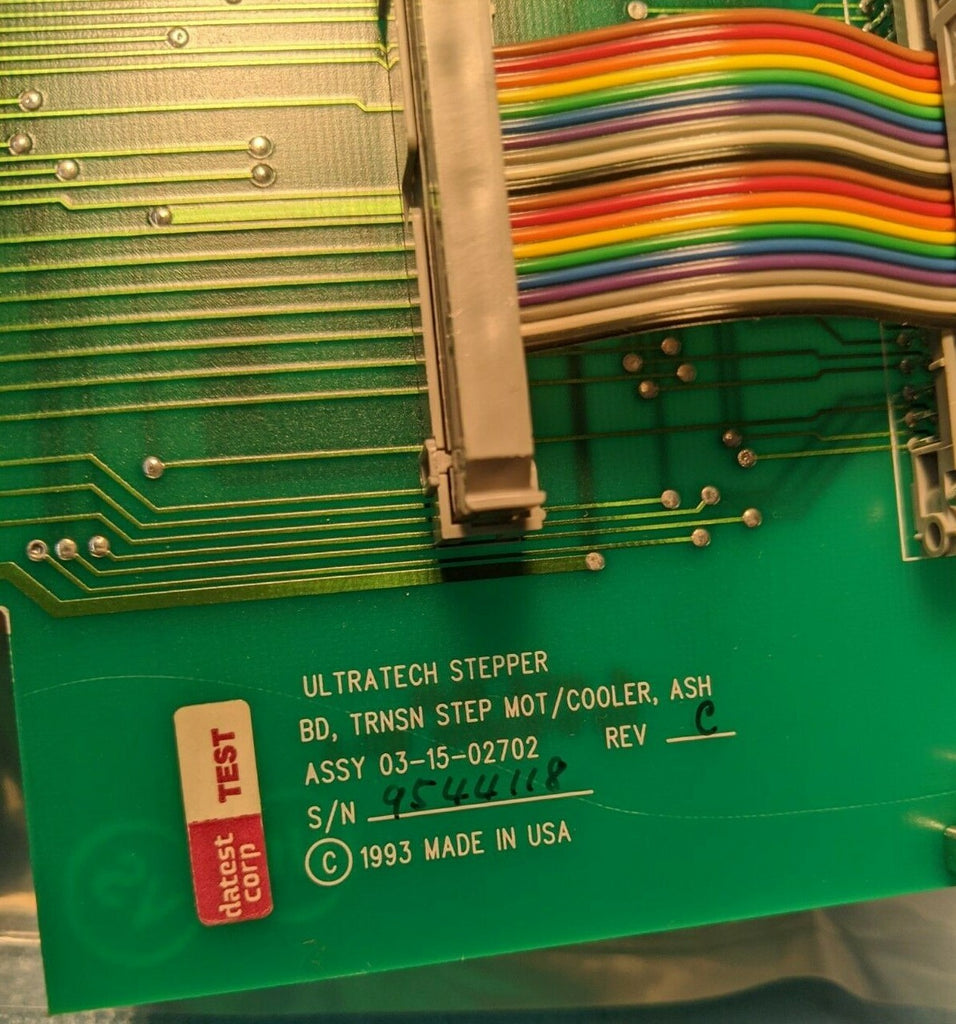 ULTRATECH STEPPER
BD, TRNSN STEP MOT/COOLER, ASH
ASSY 03-15-02702 REV C
S/N 9544118
© 1993 MADE IN USA
TEST
datest
corp